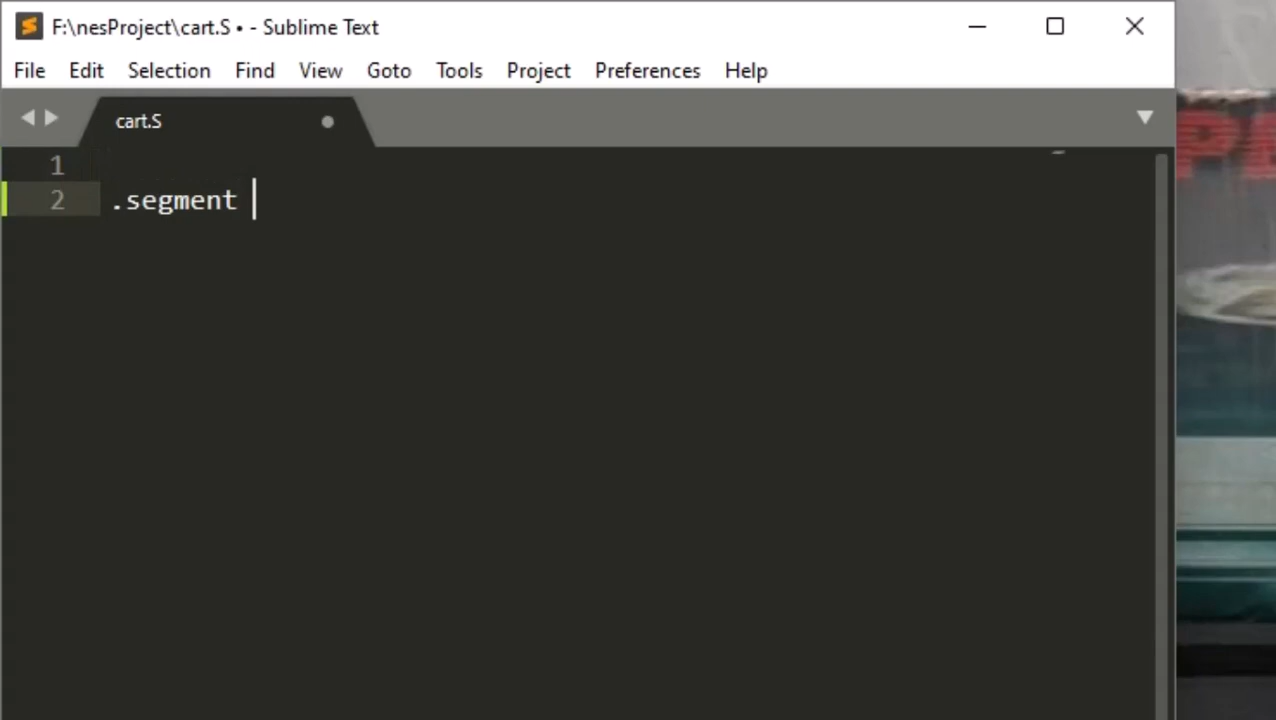 F:\nesProject\cart.S • - Sublime Text
File Edit Selection Find View Goto Tools Project Preferences Help
cart.S
1
2 .segment